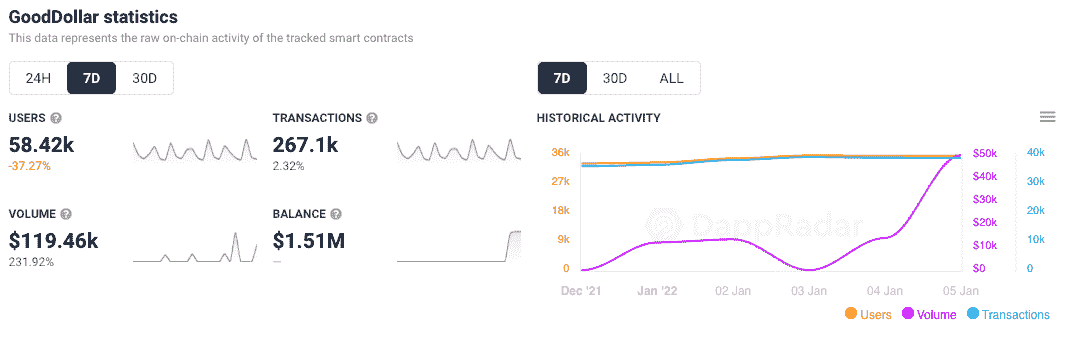 GoodDollar statistics
This data represents the raw on-chain activity of the tracked smart contracts
24H 7D 30D
7D 30D ALL
USERS ?
58.42k
-37.27%
TRANSACTIONS ?
267.1k
2.32%
VOLUME ?
$119.46k
231.92%
BALANCE ?
$1.51M
—
HISTORICAL ACTIVITY
36k
27k
18k
9k
0
$50k
$40k
$30k
$20k
$10k
$0
40k
30k
20k
10k
0
DappRadar
Dec '21 Jan '22 02 Jan 03 Jan 04 Jan 05 Jan
Users Volume Transactions